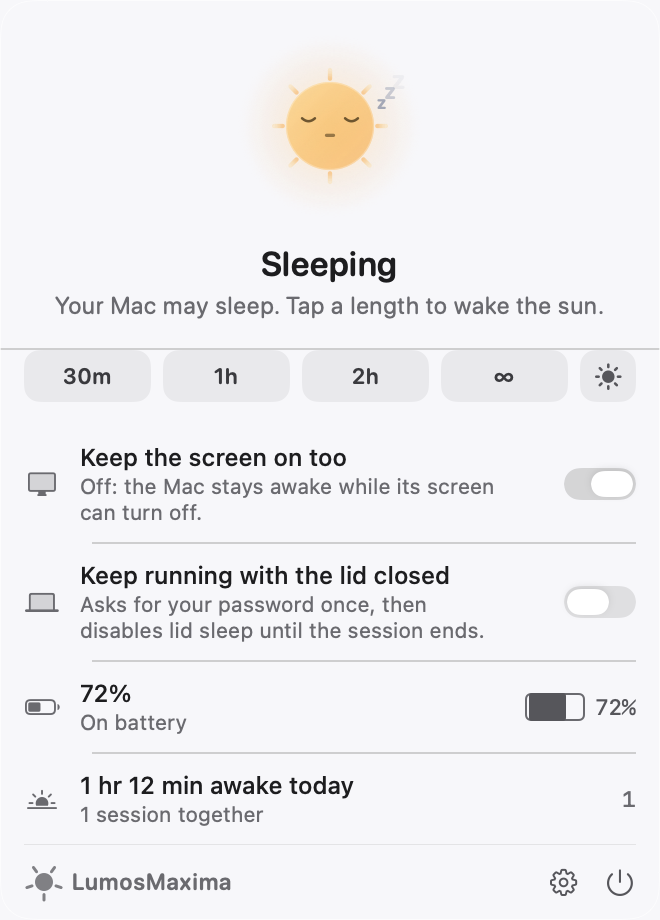 z
z
z
Sleeping
Your Mac may sleep. Tap a length to wake the sun.
30m 1h 2h ∞
Keep the screen on too
Off: the Mac stays awake while its screen
can turn off.
Keep running with the lid closed
Asks for your password once, then
disables lid sleep until the session ends.
72%
On battery
72%
1 hr 12 min awake today
1 session together
1
LumosMaxima